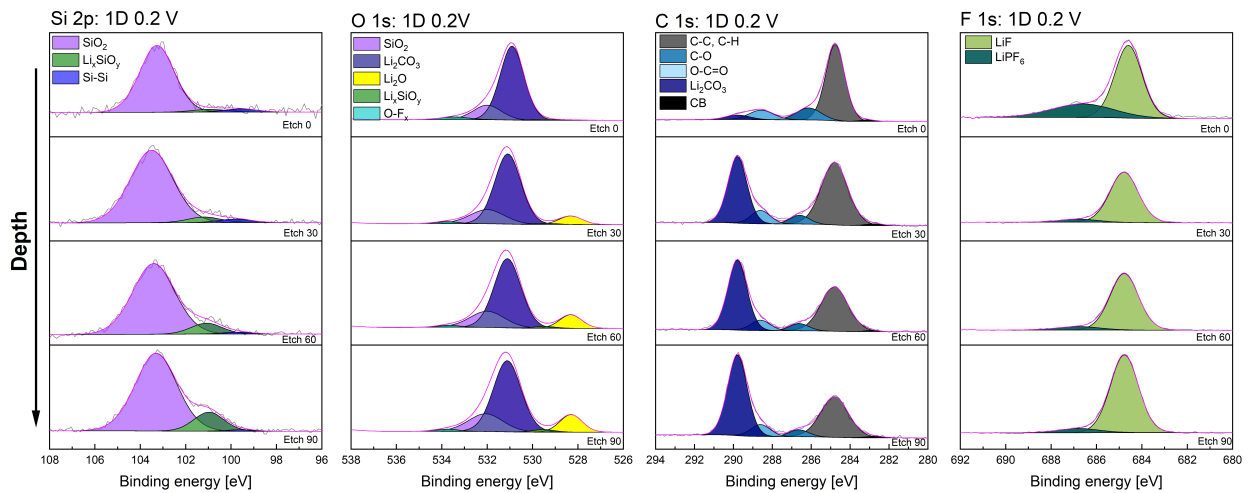 Si 2p: 1D 0.2 V
SiO2
LixSiOy
Si-Si
Etch 0
Etch 30
Etch 60
Etch 90
108 106 104 102 100 98 96
Binding energy [eV]
Depth
O 1s: 1D 0.2V
SiO2
Li2CO3
Li2O
LixSiOy
O-Fx
Etch 0
Etch 30
Etch 60
Etch 90
538 536 534 532 530 528 526
Binding energy [eV]
C 1s: 1D 0.2 V
C-C, C-H
C-O
O-C=O
Li2CO3
CB
Etch 0
Etch 30
Etch 60
Etch 90
294 292 290 288 286 284 282 280
Binding energy [eV]
F 1s: 1D 0.2 V
LiF
LiPF6
Etch 0
Etch 30
Etch 60
Etch 90
692 690 688 686 684 682 680
Binding energy [eV]